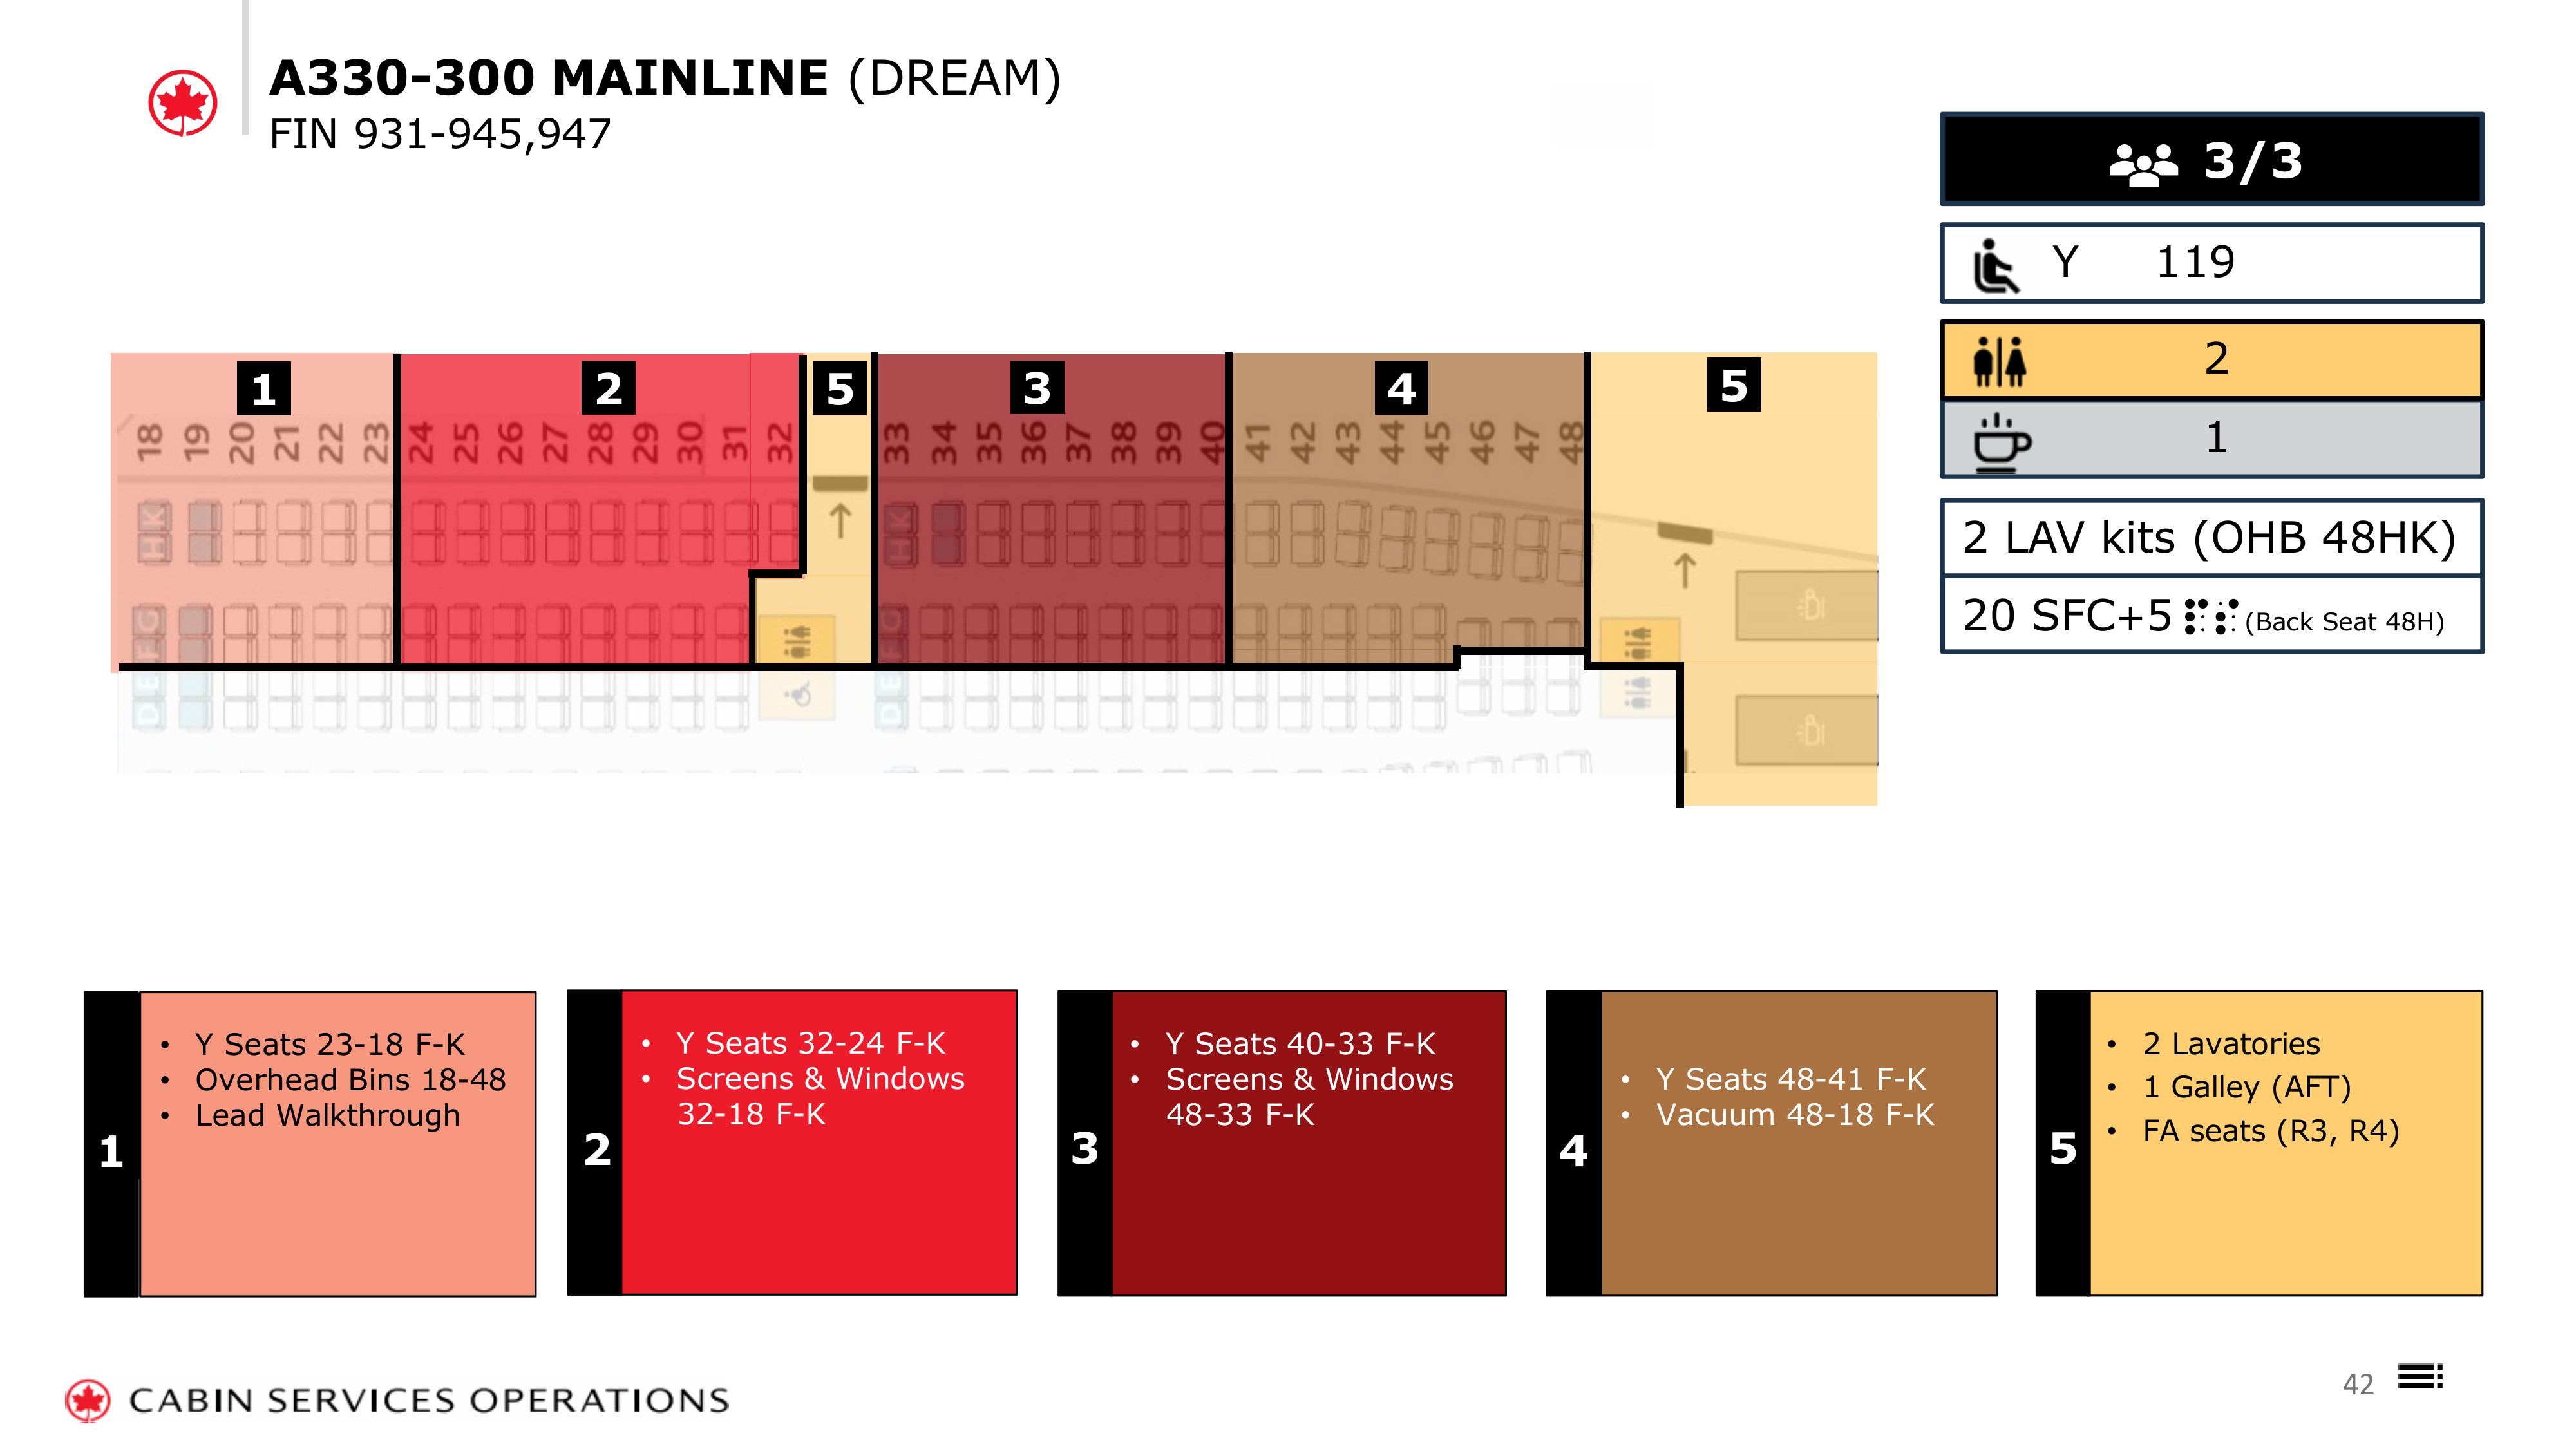 A330-300 MAINLINE (DREAM)
FIN 931-945,947
3/3
Y 119
2
1
2 LAV kits (OHB 48HK)
20 SFC+5 (Back Seat 48H)
1 2 5 3 4 5
18 19 20 21 22 23 24 25 26 27 28 29 30 31 32 33 34 35 36 37 38 39 40 41 42 43 44 45 46 47 48
HK HK
DEFG DEFG
1
• Y Seats 23-18 F-K
• Overhead Bins 18-48
• Lead Walkthrough
2
• Y Seats 32-24 F-K
• Screens & Windows
32-18 F-K
3
• Y Seats 40-33 F-K
• Screens & Windows
48-33 F-K
4
• Y Seats 48-41 F-K
• Vacuum 48-18 F-K
5
• 2 Lavatories
• 1 Galley (AFT)
• FA seats (R3, R4)
CABIN SERVICES OPERATIONS
42